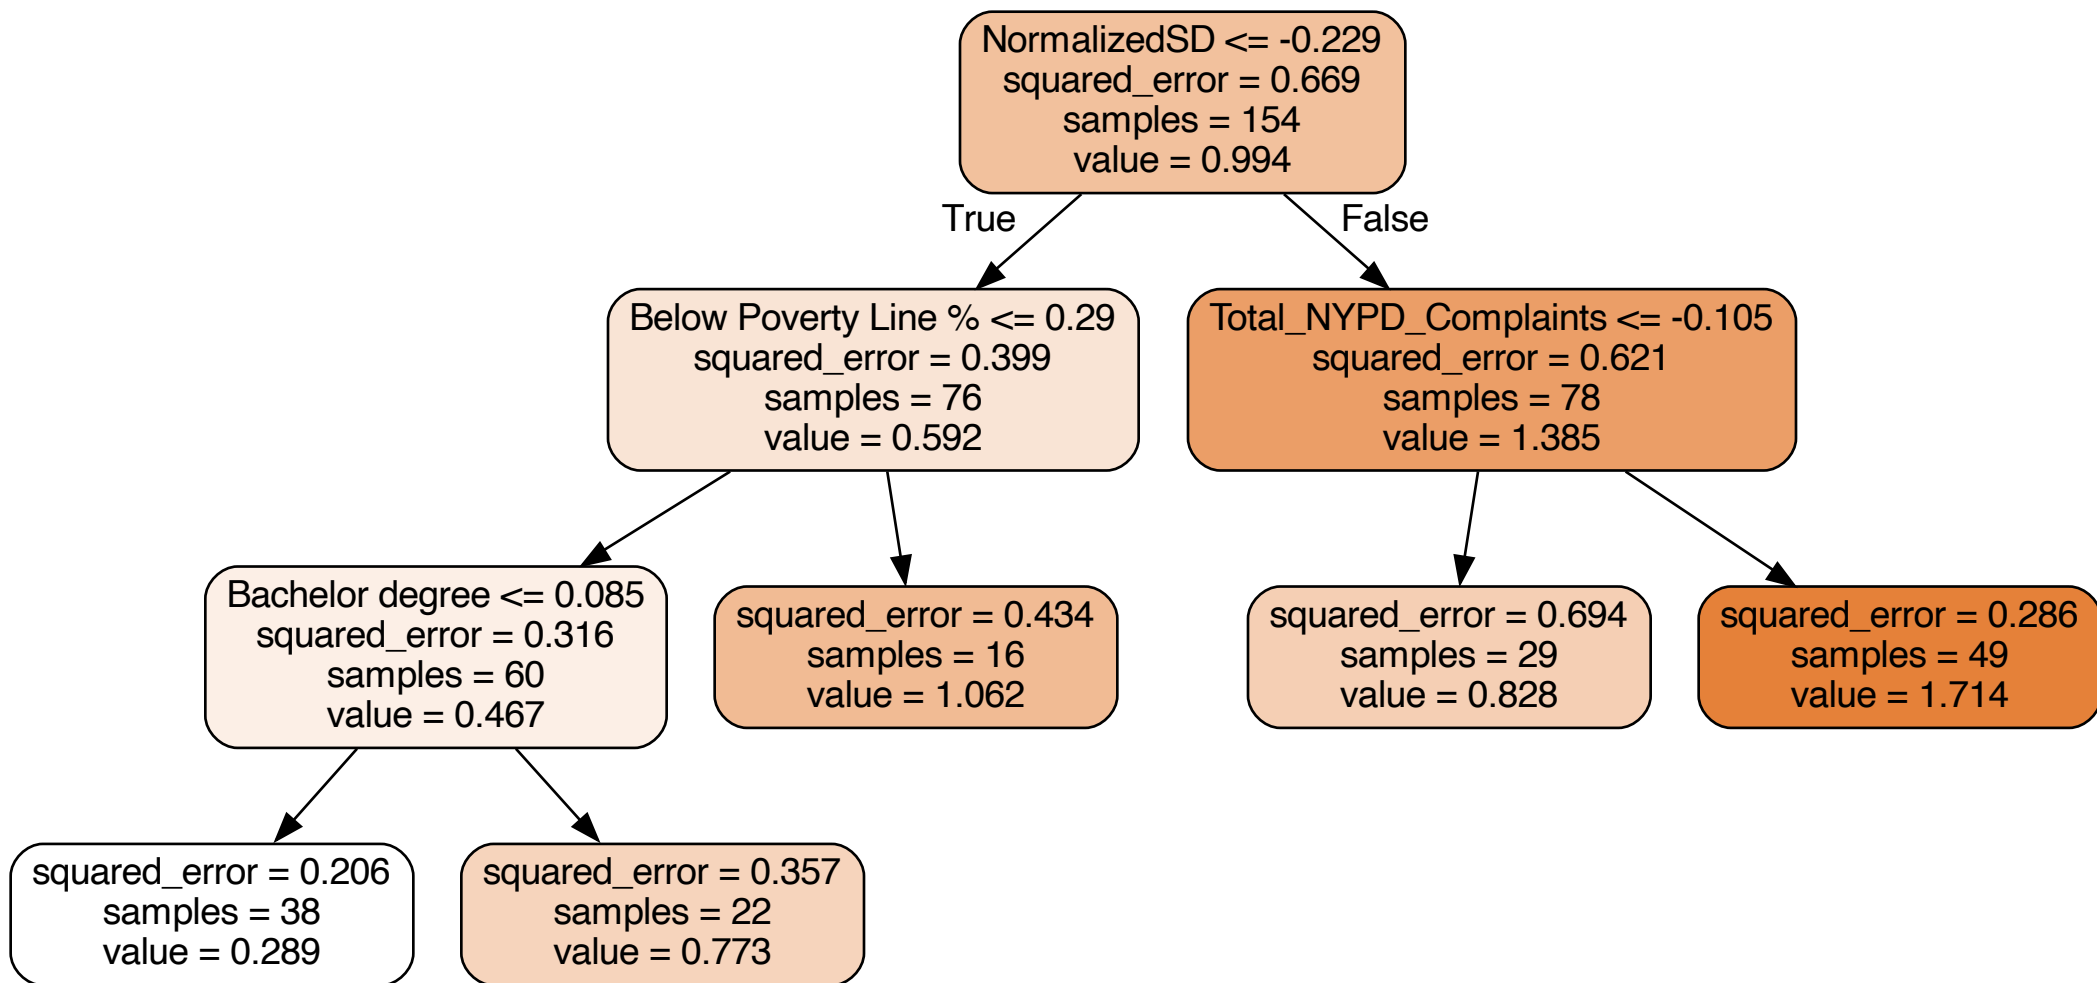 NormalizedSD <= -0.229
squared_error = 0.669
samples = 154
value = 0.994
True
False
Below Poverty Line % <= 0.29
squared_error = 0.399
samples = 76
value = 0.592
Total_NYPD_Complaints <= -0.105
squared_error = 0.621
samples = 78
value = 1.385
Bachelor degree <= 0.085
squared_error = 0.316
samples = 60
value = 0.467
squared_error = 0.434
samples = 16
value = 1.062
squared_error = 0.694
samples = 29
value = 0.828
squared_error = 0.286
samples = 49
value = 1.714
squared_error = 0.206
samples = 38
value = 0.289
squared_error = 0.357
samples = 22
value = 0.773